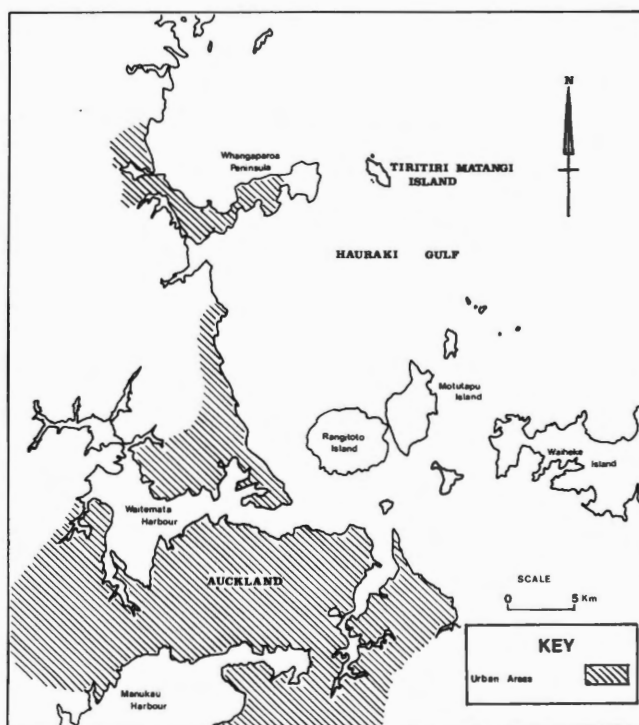 N
Whangaparoa
Peninsula
TIRITIRI MATANGI
ISLAND
HAURAKI GULF
Motutapu
Island
Rangitoto
Island
Waiheke
Island
Waitemata
Harbour
AUCKLAND
SCALE
0 5 Km
KEY
Urban Areas
Manukau
Harbour